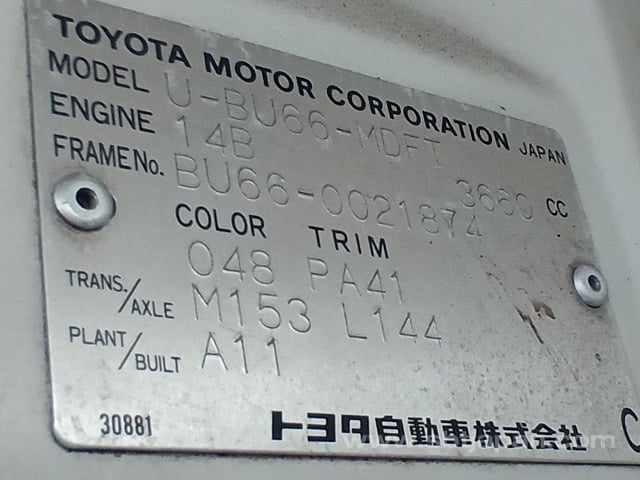 TOYOTA MOTOR CORPORATION JAPAN
MODEL U-BU66-MDFT
ENGINE 14B 3660 CC
FRAME No. BU66-0021874
COLOR TRIM
048 PA41
TRANS./AXLE M153 L144
PLANT/BUILT A11
30881 トヨタ自動車株式会社 C